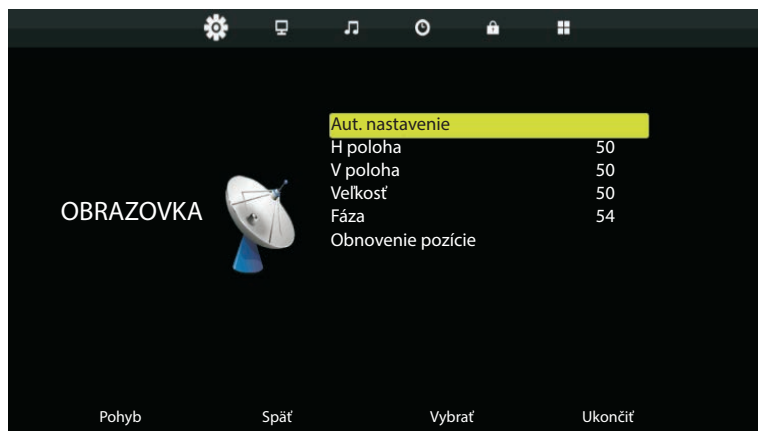 Aut. nastavenie
H poloha 50
V poloha 50
Veľkosť 50
OBRAZOVKA
Fáza 54
Obnovenie pozície
Pohyb Späť Vybrať Ukončiť